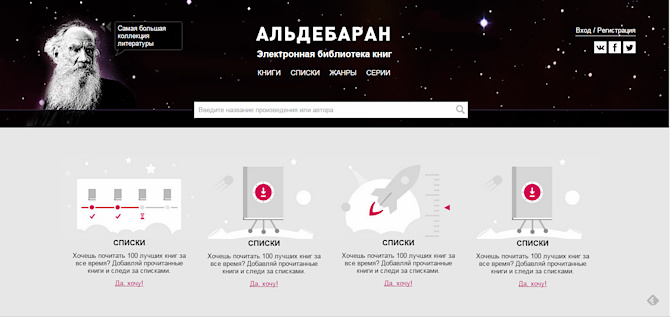 Самая большая
коллекция
литературы
АЛЬДЕБАРАН
Электронная библиотека книг
КНИГИ СПИСКИ ЖАНРЫ СЕРИИ
Вход / Регистрация
Введите название произведения или автора
СПИСКИ
Хочешь почитать 100 лучших книг за
все время? Добавляй прочитанные
книги и следи за списками.
Да, хочу!
СПИСКИ
Хочешь почитать 100 лучших книг за
все время? Добавляй прочитанные
книги и следи за списками.
Да, хочу!
СПИСКИ
Хочешь почитать 100 лучших книг за
все время? Добавляй прочитанные
книги и следи за списками.
Да, хочу!
СПИСКИ
Хочешь почитать 100 лучших книг за
все время? Добавляй прочитанные
книги и следи за списками.
Да, хочу!